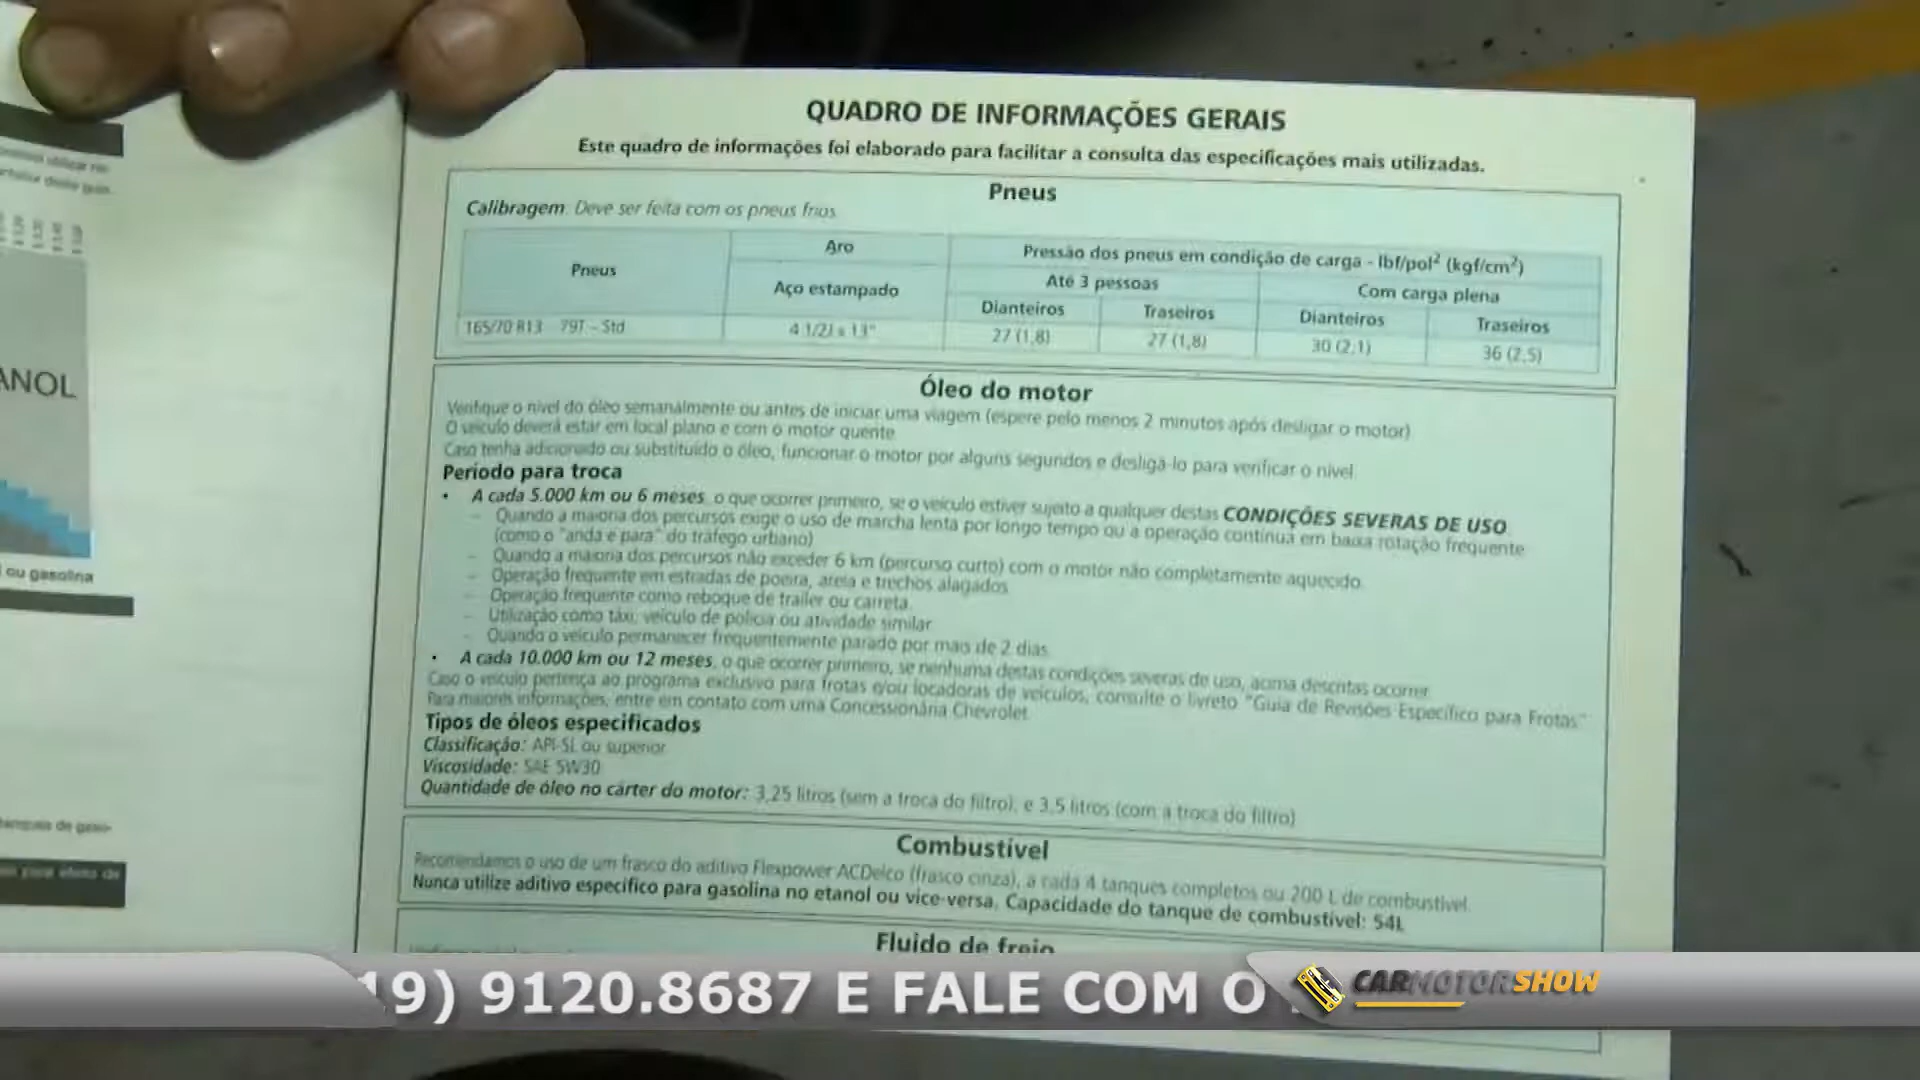 QUADRO DE INFORMAÇÕES GERAIS
Este quadro de informações foi elaborado para facilitar a consulta das especificações mais utilizadas.
Pneus
Calibragem: Deve ser feita com os pneus frios
Pneus
Aro
Pressão dos pneus em condição de carga - lbf/pol² (kgf/cm²)
Aço estampado
Até 3 pessoas
Com carga plena
Dianteiros
Traseiros
Dianteiros
Traseiros
165/70 R13 79T – Std
4 1/2J x 13"
27 (1,8)
27 (1,8)
30 (2,1)
36 (2,5)
Óleo do motor
Verifique o nível do óleo semanalmente ou antes de iniciar uma viagem (espere pelo menos 2 minutos após desligar o motor)
O veículo deverá estar em local plano e com o motor quente
Caso tenha adicionado ou substituído o óleo, funcionar o motor por alguns segundos e desligá-lo para verificar o nível
Período para troca
• A cada 5.000 km ou 6 meses, o que ocorrer primeiro, se o veículo estiver sujeito a qualquer destas CONDIÇÕES SEVERAS DE USO
– Quando a maioria dos percursos exige o uso de marcha lenta por longo tempo ou a operação contínua em baixa rotação frequente
(como o "anda e para" do tráfego urbano)
– Quando a maioria dos percursos não exceder 6 km (percurso curto) com o motor não completamente aquecido.
– Operação frequente em estradas de poeira, areia e trechos alagados
– Operação frequente como reboque de trailer ou carreta.
– Utilização como táxi, veículo de polícia ou atividade similar
– Quando o veículo permanecer frequentemente parado por mais de 2 dias.
• A cada 10.000 km ou 12 meses, o que ocorrer primeiro, se nenhuma destas condições severas de uso, acima descritas ocorrer.
Caso o veículo pertença ao programa exclusivo para frotas e/ou locadoras de veículos, consulte o livreto "Guia de Revisões Específico para Frotas"
Para maiores informações, entre em contato com uma Concessionária Chevrolet
Tipos de óleos especificados
Classificação: API-SL ou superior
Viscosidade: SAE 5W30
Quantidade de óleo no cárter do motor: 3,25 litros (sem a troca do filtro); e 3,5 litros (com a troca do filtro)
Combustível
Recomendamos o uso de um frasco do aditivo Flexpower ACDelco (frasco cinza), a cada 4 tanques completos ou 200 L de combustível.
Nunca utilize aditivo específico para gasolina no etanol ou vice-versa. Capacidade do tanque de combustível: 54L
Fluido de freio
ANOL
ou gasolina
19) 9120.8687 E FALE COM O
CARMOTORSHOW